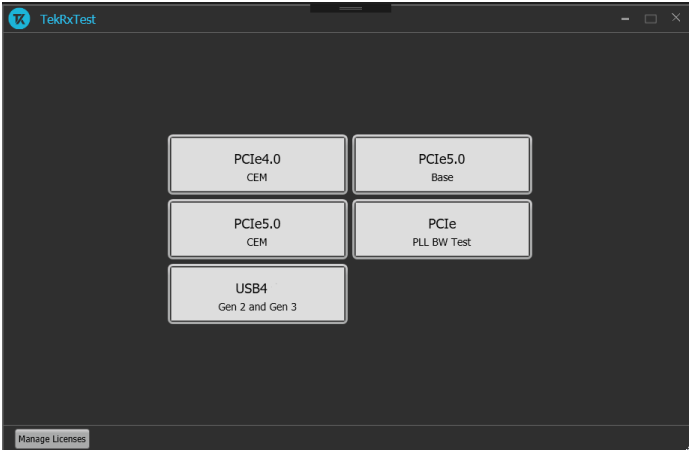 TekRxTest
PCIe4.0
CEM
PCIe5.0
Base
PCIe5.0
CEM
PCIe
PLL BW Test
USB4
Gen 2 and Gen 3
Manage Licenses